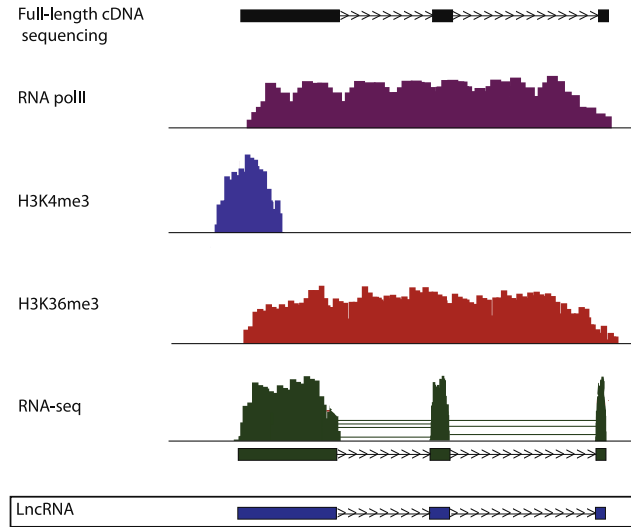 Full-length cDNA
sequencing
RNA polII
H3K4me3
H3K36me3
RNA-seq
LncRNA